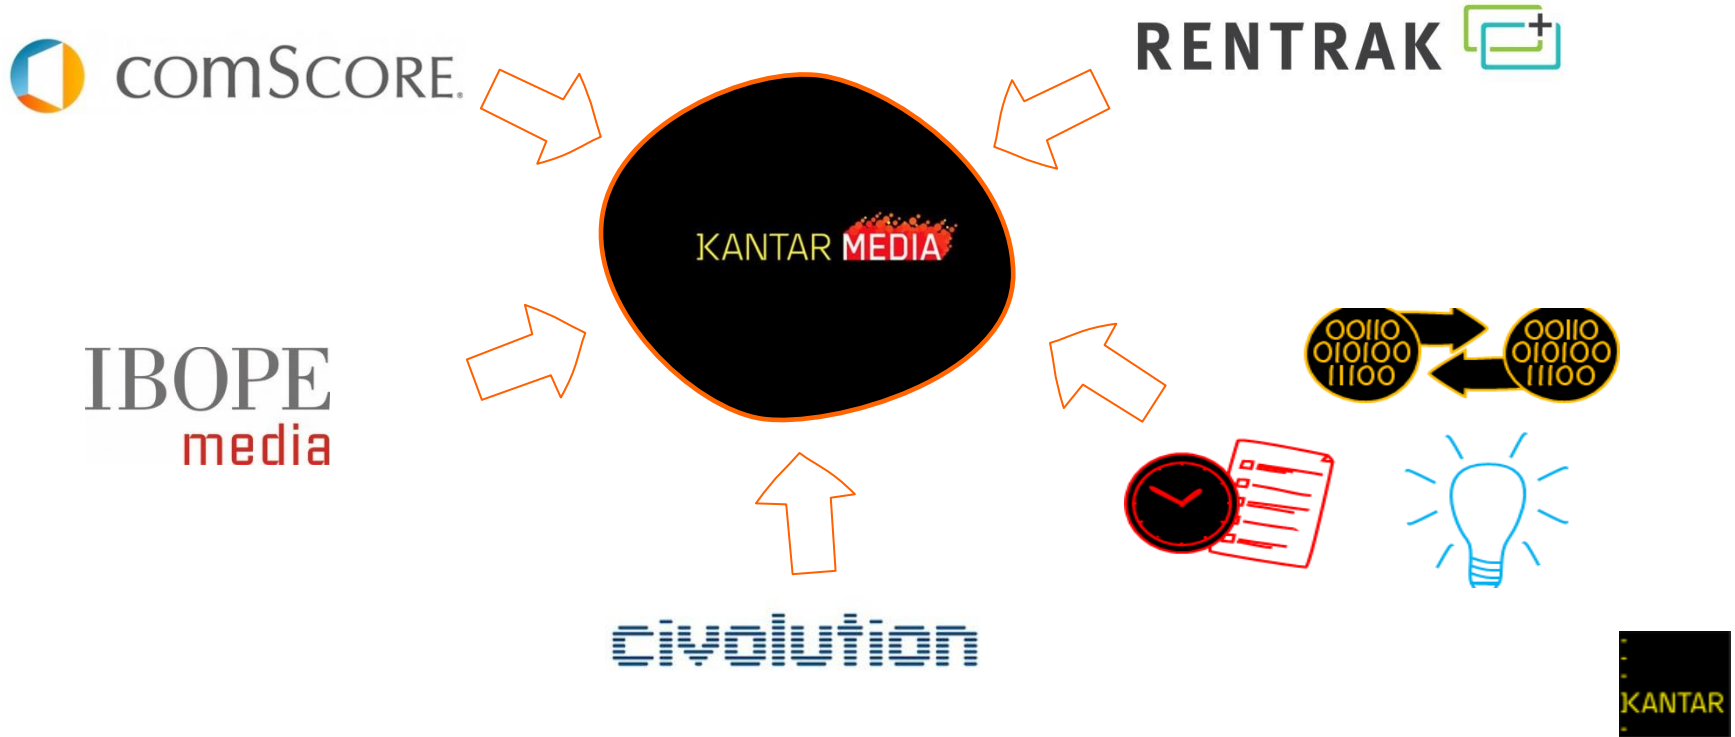 comSCORE.
RENTRAK
KANTAR MEDIA
IBOPE
media
00110
010100
11100
00110
010100
11100
civolution
KANTAR